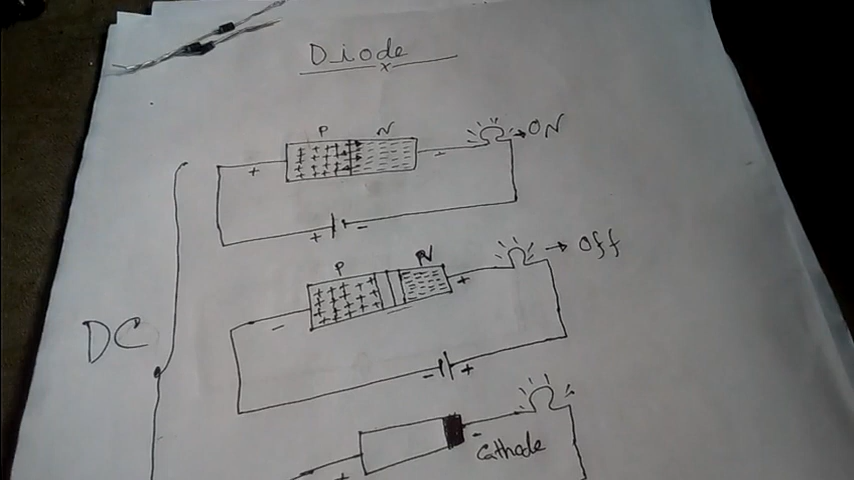 Diode
x
P N
+ - → ON
+ -
P N
- + → Off
- +
DC
Cathode
+ -